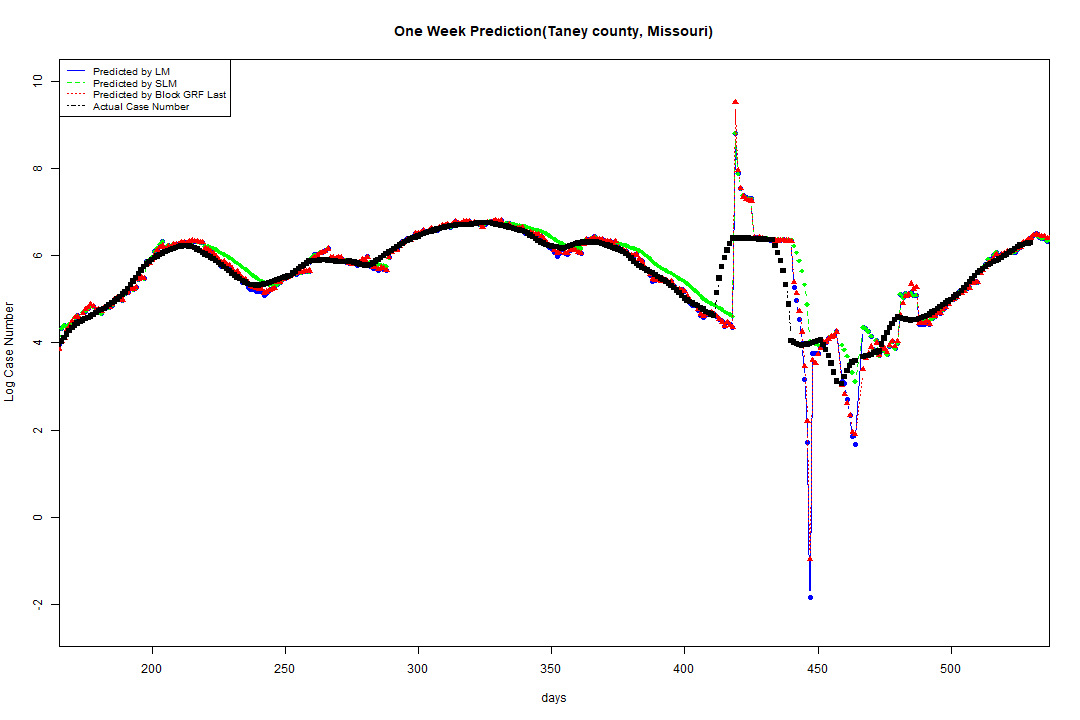 One Week Prediction(Taney county, Missouri)
Predicted by LM
Predicted by SLM
Predicted by Block GRF Last
Actual Case Number
10
8
6
4
2
0
-2
Log Case Number
200 250 300 350 400 450 500
days